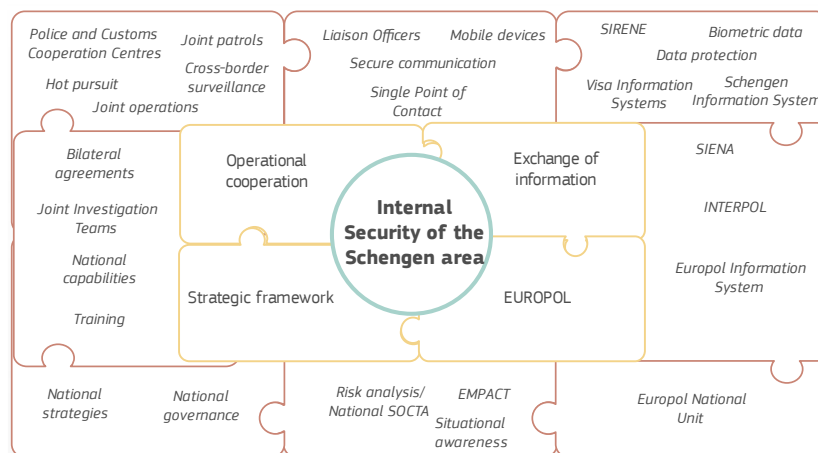 Police and Customs
Cooperation Centres
Joint patrols
Hot pursuit
Cross-border
surveillance
Joint operations
Liaison Officers
Mobile devices
Secure communication
Single Point of
Contact
SIRENE
Biometric data
Data protection
Visa Information
Systems
Schengen
Information System
Bilateral
agreements
Joint Investigation
Teams
National
capabilities
Training
Operational
cooperation
Exchange of
information
Internal
Security of the
Schengen area
Strategic framework
EUROPOL
SIENA
INTERPOL
Europol Information
System
National
strategies
National
governance
Risk analysis/
National SOCTA
EMPACT
Situational
awareness
Europol National
Unit